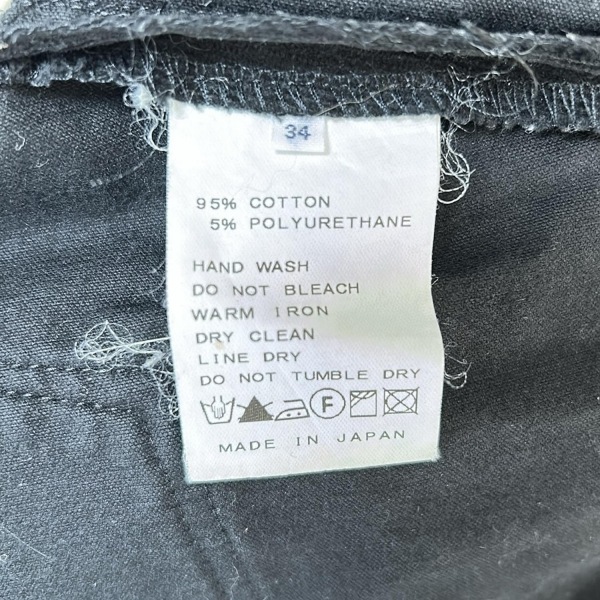 34
95% COTTON
5% POLYURETHANE
HAND WASH
DO NOT BLEACH
WARM IRON
DRY CLEAN
LINE DRY
DO NOT TUMBLE DRY
F
MADE IN JAPAN